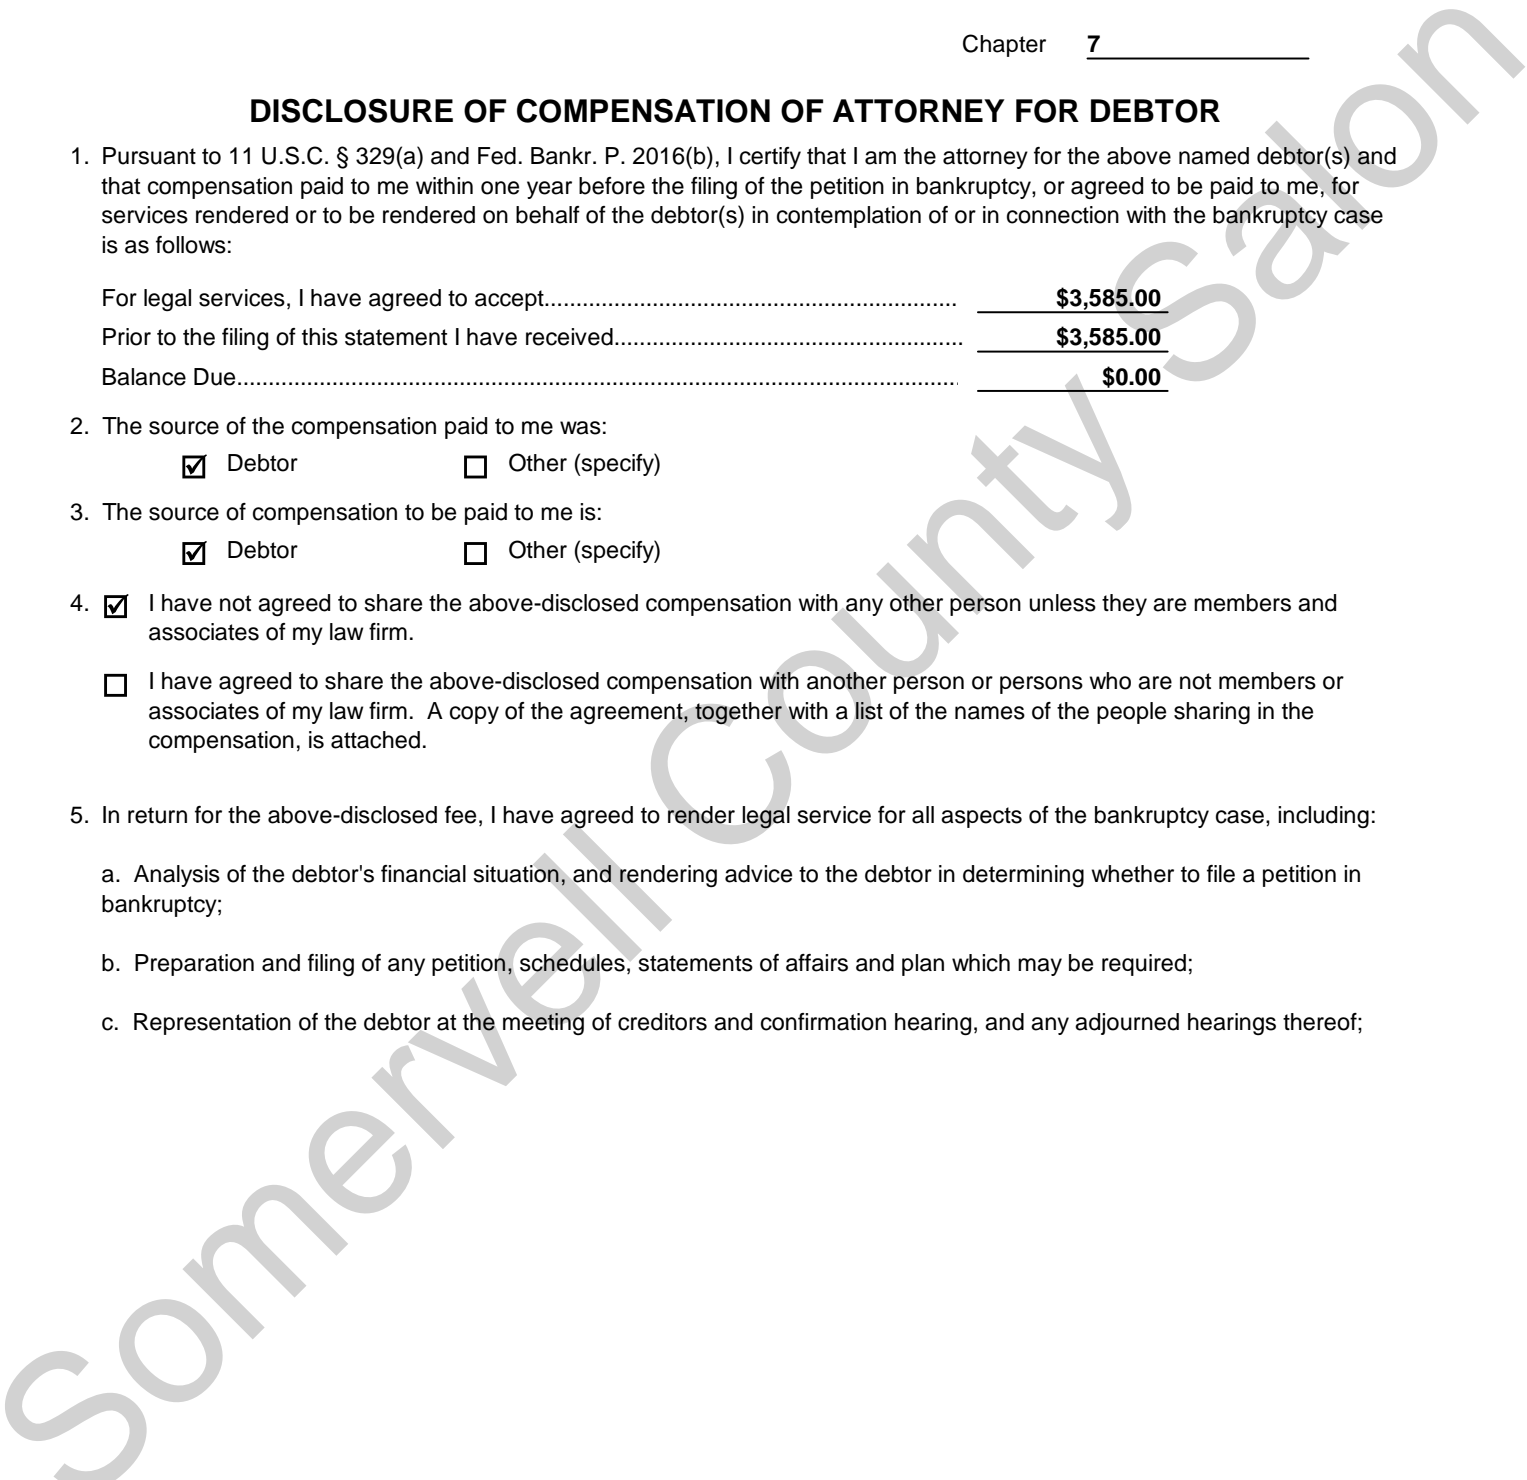 Chapter 7
DISCLOSURE OF COMPENSATION OF ATTORNEY FOR DEBTOR
1. Pursuant to 11 U.S.C. § 329(a) and Fed. Bankr. P. 2016(b), I certify that I am the attorney for the above named debtor(s) and
that compensation paid to me within one year before the filing of the petition in bankruptcy, or agreed to be paid to me, for
services rendered or to be rendered on behalf of the debtor(s) in contemplation of or in connection with the bankruptcy case
is as follows:
For legal services, I have agreed to accept............................................................... $3,585.00
Prior to the filing of this statement I have received..................................................... $3,585.00
Balance Due.............................................................................................................. $0.00
2. The source of the compensation paid to me was:
☑ Debtor ☐ Other (specify)
3. The source of compensation to be paid to me is:
☑ Debtor ☐ Other (specify)
4. ☑ I have not agreed to share the above-disclosed compensation with any other person unless they are members and
associates of my law firm.
☐ I have agreed to share the above-disclosed compensation with another person or persons who are not members or
associates of my law firm. A copy of the agreement, together with a list of the names of the people sharing in the
compensation, is attached.
5. In return for the above-disclosed fee, I have agreed to render legal service for all aspects of the bankruptcy case, including:
a. Analysis of the debtor's financial situation, and rendering advice to the debtor in determining whether to file a petition in
bankruptcy;
b. Preparation and filing of any petition, schedules, statements of affairs and plan which may be required;
c. Representation of the debtor at the meeting of creditors and confirmation hearing, and any adjourned hearings thereof;
Somervell County Salon